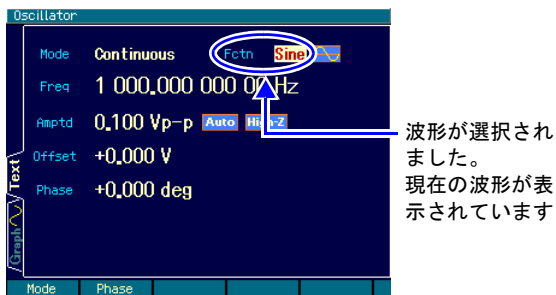 Oscillator
Mode Continuous Fctn Sine
Freq 1 000.000 000 00 Hz
Amptd 0.100 Vp-p Auto High-Z
Offset +0.000 V
Phase +0.000 deg
Text
Graph
Mode Phase
波形が選択され
ました。
現在の波形が表
示されています